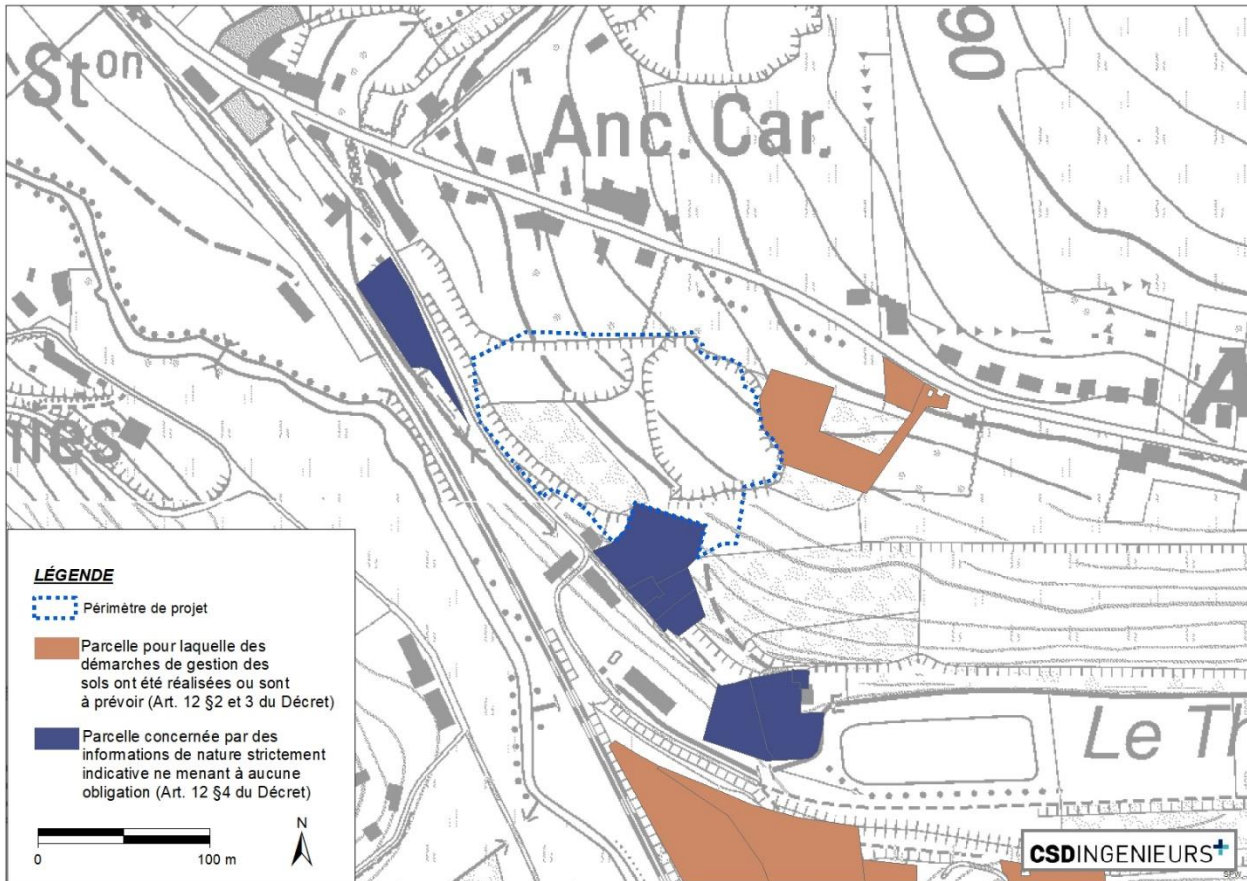 Stᵒⁿ
Anc. Car.
90
A
Le Th
LÉGENDE
Périmètre de projet
Parcelle pour laquelle des
démarches de gestion des
sols ont été réalisées ou sont
à prévoir (Art. 12 §2 et 3 du Décret)
Parcelle concernée par des
informations de nature strictement
indicative ne menant à aucune
obligation (Art. 12 §4 du Décret)
0 100 m
N
CSDINGENIEURS+
SPW